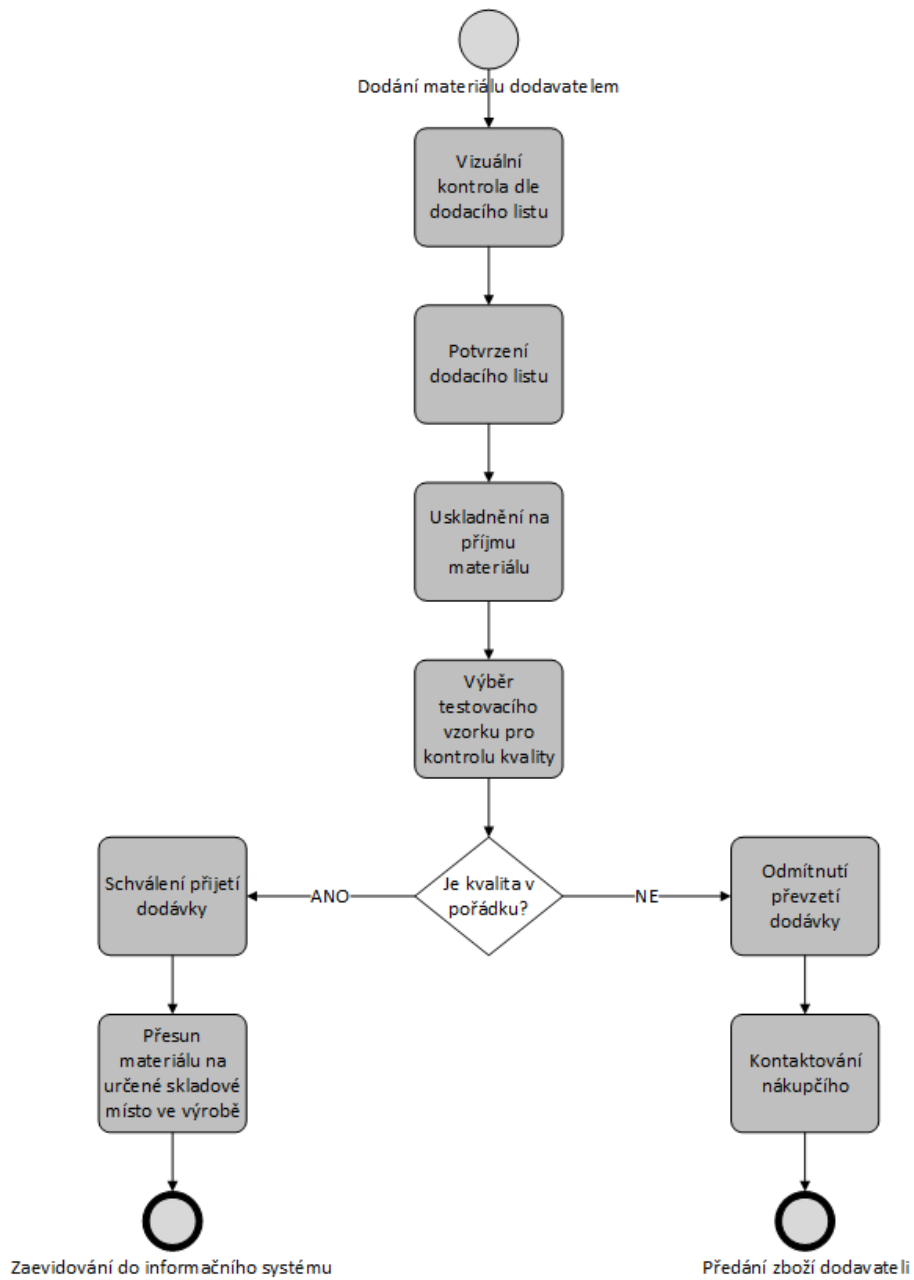 Dodání materiálu dodavatelem
Vizuální
kontrola dle
dodacího listu
Potvrzení
dodacího listu
Uskladnění na
příjmu
materiálu
Výběr
testovacího
vzorku pro
kontrolu kvality
Je kvalita v
pořádku?
ANO
NE
Schválení přijetí
dodávky
Odmítnutí
převzetí
dodávky
Přesun
materiálu na
určené skladové
místo ve výrobě
Kontaktování
nákupčího
Zaevidování do informačního systému
Předání zboží dodavateli